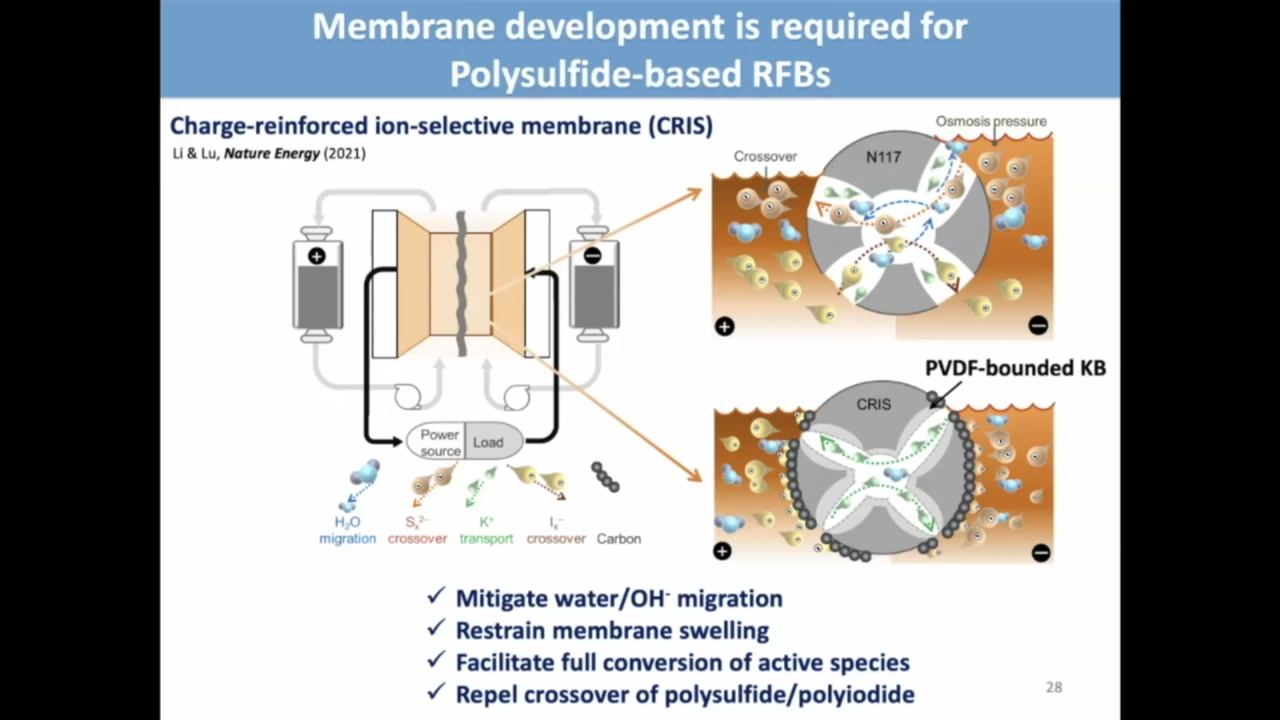 Membrane development is required for
Polysulfide-based RFBs
Charge-reinforced ion-selective membrane (CRIS)
Li & Lu, Nature Energy (2021)
Osmosis pressure
Crossover
N117
+
−
+
−
PVDF-bounded KB
CRIS
Power
source
Load
H₂O
migration
Sₓ²⁻
crossover
K⁺
transport
Iₓ⁻
crossover
Carbon
+
−
✓ Mitigate water/OH⁻ migration
✓ Restrain membrane swelling
✓ Facilitate full conversion of active species
✓ Repel crossover of polysulfide/polyiodide
28